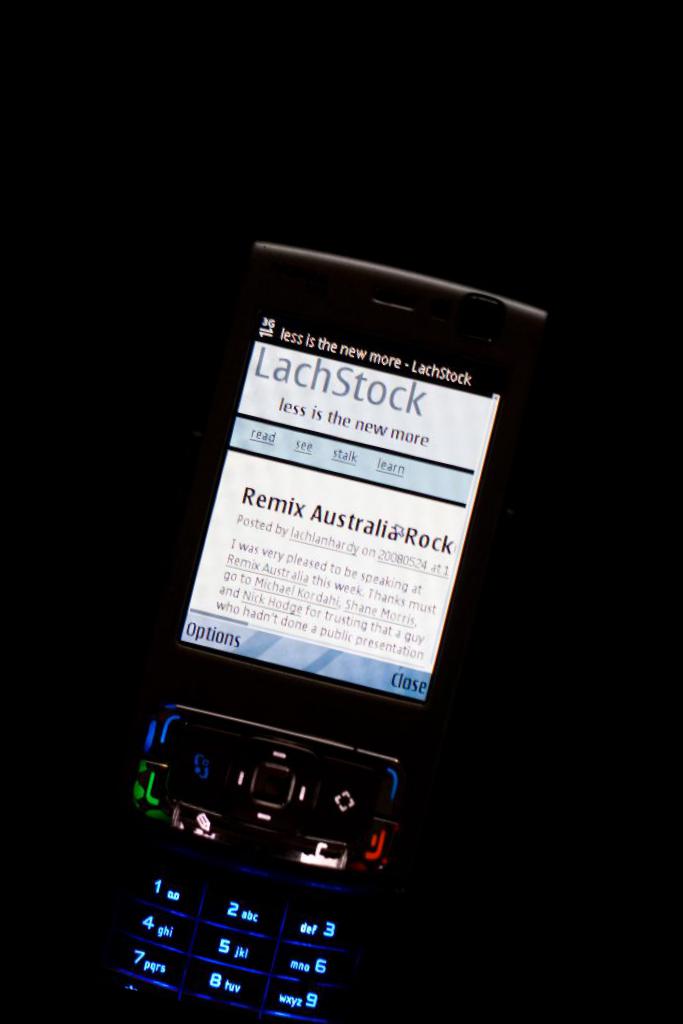 3G
less is the new more - LachStock
LachStock
less is the new more
read see stalk learn
Remix Australia Rock
Posted by lachlanhardy on 20080524 at 1
I was very pleased to be speaking at
Remix Australia this week. Thanks must
go to Michael Kordahi, Shane Morris,
and Nick Hodge for trusting that a guy
who hadn't done a public presentation
Options
Close
1 2 abc def 3
4 ghi 5 jkl mno 6
7 pqrs 8 tuv wxyz 9